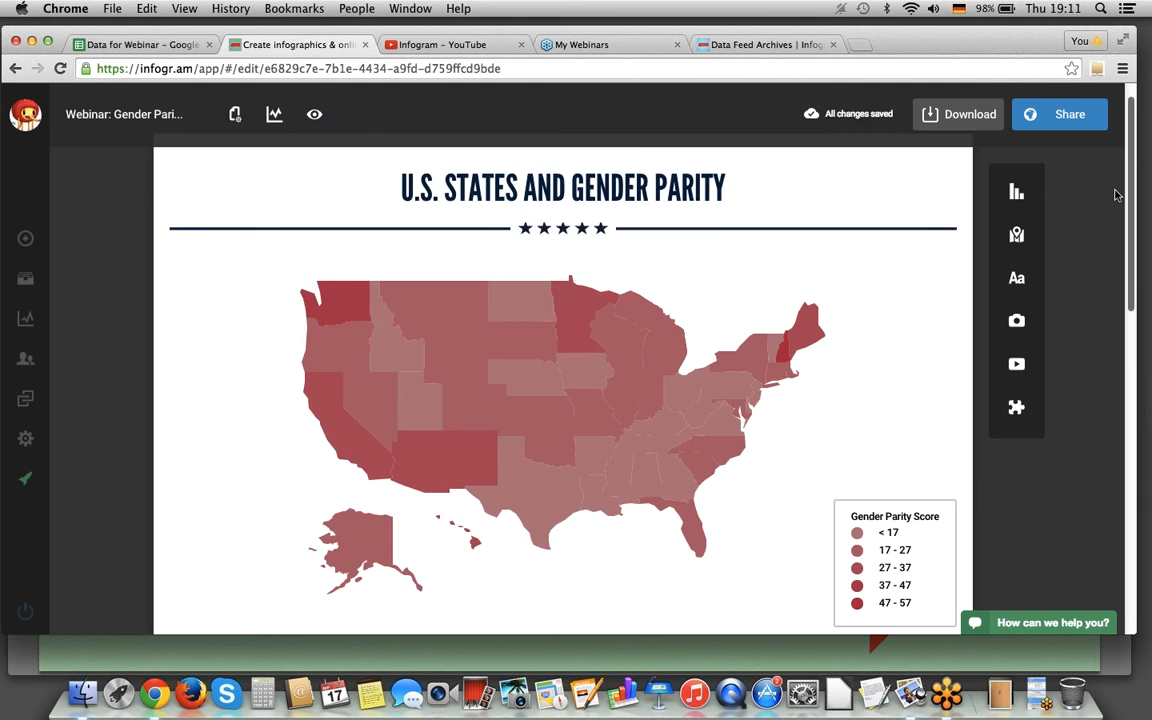 Chrome File Edit View History Bookmarks People Window Help 98% Thu 19:11
Data for Webinar - Google
Create infographics & onli
Infogram - YouTube
My Webinars
Data Feed Archives | Infog
You
https://infogr.am/app/#/edit/e6829c7e-7b1e-4434-a9fd-d759ffcd9bde
Webinar: Gender Pari...
All changes saved
Download
Share
U.S. STATES AND GENDER PARITY
Aa
Gender Parity Score
< 17
17 - 27
27 - 37
37 - 47
47 - 57
How can we help you?
17
2